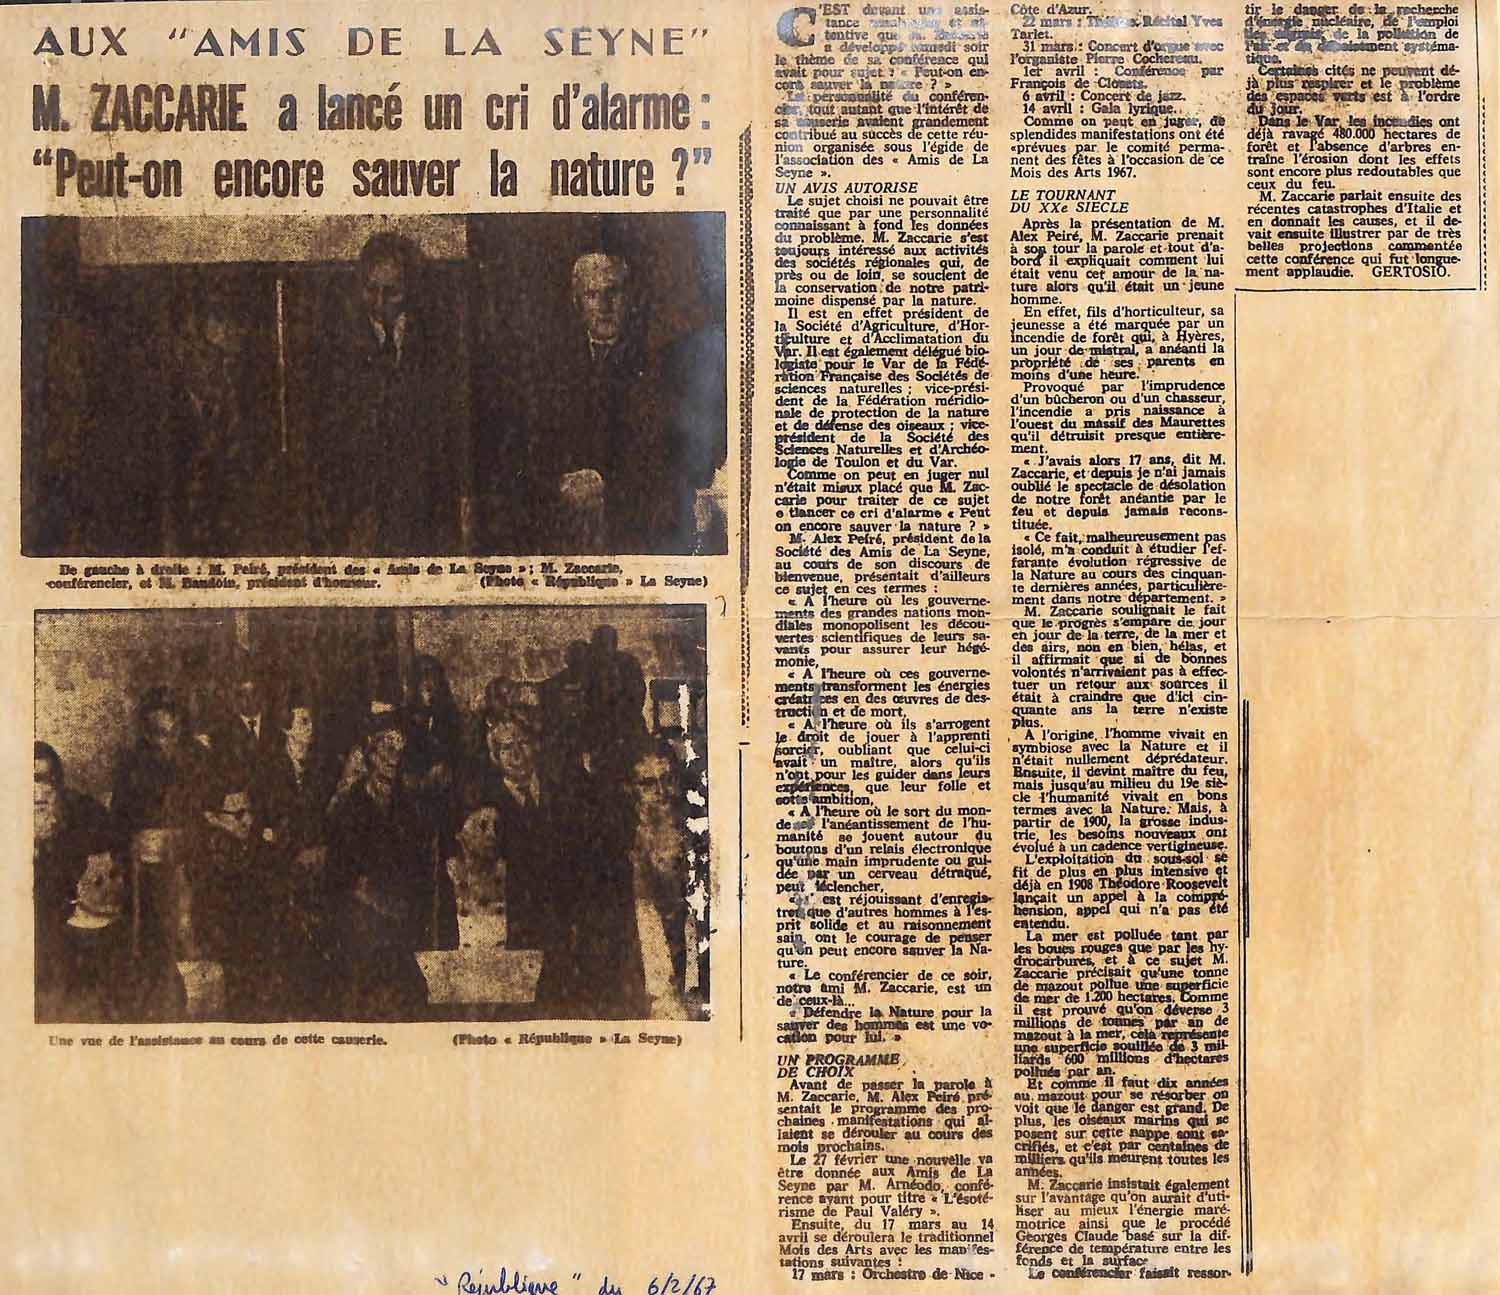 AUX "AMIS DE LA SEYNE"
M. ZACCARIE a lancé un cri d'alarme :
"Peut-on encore sauver la nature ?"
De gauche à droite : M. Peiré, président des « Amis de La Seyne » ; M. Zaccarie,
conférencier, et M. Baudoin, président d'honneur. (Photo « République » La Seyne)
Une vue de l'assistance au cours de cette causerie. (Photo « République » La Seyne)
"République" du 6/2/67
C'EST devant une assis-
tance et at-
tentive que M. Zaccarie
a développé samedi soir
le thème de sa conférence qui
avait pour sujet : « Peut-on en-
core sauver la nature ? »
La personnalité du conféren-
cier, tout autant que l'intérêt de
sa causerie avaient grandement
contribué au succès de cette réu-
nion organisée sous l'égide de
l'association des « Amis de La
Seyne ».
UN AVIS AUTORISE
Le sujet choisi ne pouvait être
traité que par une personnalité
connaissant à fond les données
du problème. M. Zaccarie s'est
toujours intéressé aux activités
des sociétés régionales qui, de
près ou de loin, se soucient de
la conservation de notre patri-
moine dispensé par la nature.
Il est en effet président de
la Société d'Agriculture, d'Hor-
ticulture et d'Acclimatation du
Var. Il est également délégué bio-
logiste pour le Var de la Fédé-
ration Française des Sociétés de
sciences naturelles ; vice-prési-
dent de la Fédération méridio-
nale de protection de la nature
et de défense des oiseaux ; vice-
président de la Société des
Sciences Naturelles et d'Archéo-
logie de Toulon et du Var.
Comme on peut en juger nul
n'était mieux placé que M. Zac-
carie pour traiter de ce sujet
e tlancer ce cri d'alarme « Peut
on encore sauver la nature ? »
M. Alex Peiré, président de la
Société des Amis de La Seyne,
au cours de son discours de
bienvenue, présentait d'ailleurs
ce sujet en ces termes :
« A l'heure où les gouverne-
ments des grandes nations mon-
diales monopolisent les décou-
vertes scientifiques de leurs sa-
vants pour assurer leur hégé-
monie,
« A l'heure où ces gouverne-
ments transforment les énergies
créatrices en des œuvres de des-
truction et de mort,
« A l'heure où ils s'arrogent
le droit de jouer à l'apprenti
sorcier, oubliant que celui-ci
avait un maître, alors qu'ils
n'ont pour les guider dans leurs
expériences, que leur folle et
sotte ambition,
« A l'heure où le sort du mon-
de et l'anéantissement de l'hu-
manité se jouent autour du
boutons d'un relais électronique
qu'une main imprudente ou gui-
dée par un cerveau détraqué,
peut déclencher,
« est réjouissant d'enregis-
trer que d'autres hommes à l'es-
prit solide et au raisonnement
sain, ont le courage de penser
qu'on peut encore sauver la Na-
ture.
« Le conférencier de ce soir,
notre ami M. Zaccarie, est un
de ceux-là...
« Défendre la Nature pour la
sauver des hommes est une vo-
cation pour lui. »
UN PROGRAMME
DE CHOIX
Avant de passer la parole à
M. Zaccarie, M. Alex Peiré pré-
sentait le programme des pro-
chaines manifestations qui al-
laient se dérouler au cours des
mois prochains.
Le 27 février une nouvelle va
être donnée aux Amis de La
Seyne par M. Arnéodo, confé-
rence ayant pour titre « L'ésoté-
risme de Paul Valéry ».
Ensuite, du 17 mars au 14
avril se déroulera le traditionnel
Mois des Arts avec les manifes-
tations suivantes :
17 mars : Orchestre de Nice -
Côte d'Azur.
22 mars : Théâtre. Récital Yves
Tarlet.
31 mars : Concert d'orgue avec
l'organiste Pierre Cochereau.
1er avril : Conférence par
François de Closets.
6 avril : Concert de jazz.
14 avril : Gala lyrique.
Comme on peut en juger, de
splendides manifestations ont été
«prévues par le comité perma-
nent des fêtes à l'occasion de ce
Mois des Arts 1967.
LE TOURNANT
DU XXe SIECLE
Après la présentation de M.
Alex Peiré, M. Zaccarie prenait
à son tour la parole et tout d'a-
bord il expliquait comment lui
était venu cet amour de la na-
ture alors qu'il était un jeune
homme.
En effet, fils d'horticulteur, sa
jeunesse a été marquée par un
incendie de forêt qui, à Hyères,
un jour de mistral, a anéanti la
propriété de ses parents en
moins d'une heure.
Provoqué par l'imprudence
d'un bûcheron ou d'un chasseur,
l'incendie a pris naissance à
l'ouest du massif des Maurettes
qu'il détruisit presque entière-
ment.
« J'avais alors 17 ans, dit M.
Zaccarie, et depuis je n'ai jamais
oublié le spectacle de désolation
de notre forêt anéantie par le
feu et depuis jamais recons-
tituée.
« Ce fait, malheureusement pas
isolé, m'a conduit à étudier l'ef-
farante évolution régressive de
la Nature au cours des cinquan-
te dernières années, particulière-
ment dans notre département. »
M. Zaccarie soulignait le fait
que le progrès s'empare de jour
en jour de la terre, de la mer et
des airs, non en bien, hélas, et
il affirmait que si de bonnes
volontés n'arrivaient pas à effec-
tuer un retour aux sources il
était à craindre que d'ici cin-
quante ans la terre n'existe
plus.
A l'origine, l'homme vivait en
symbiose avec la Nature et il
n'était nullement déprédateur.
Ensuite, il devint maître du feu,
mais jusqu'au milieu du 19e siè-
cle l'humanité vivait en bons
termes avec la Nature. Mais, à
partir de 1900, la grosse indus-
trie, les besoins nouveaux ont
évolué à un cadence vertigineuse.
L'exploitation du sous-sol se
fit de plus en plus intensive et
déjà en 1908 Théodore Roosevelt
lançait un appel à la compré-
hension, appel qui n'a pas été
entendu.
La mer est polluée tant par
les boues rouges que par les hy-
drocarbures, et à ce sujet M.
Zaccarie précisait qu'une tonne
de mazout pollue une superficie
de mer de 1.200 hectares. Comme
il est prouvé qu'on déverse 3
millions de tonnes par an de
mazout à la mer, celà représente
une superficie souillée de 3 mil-
liards 600 millions d'hectares
pollués par an.
Et comme il faut dix années
au mazout pour se résorber on
voit que le danger est grand. De
plus, les oiseaux marins qui se
posent sur cette nappe sont sa-
crifiés, et c'est par centaines de
milliers qu'ils meurent toutes les
années.
M. Zaccarie insistait également
sur l'avantage qu'on aurait d'uti-
liser au mieux l'énergie maré-
motrice ainsi que le procédé
Georges Claude basé sur la dif-
férence de température entre les
fonds et la surface.
Le conférencier faisait ressor-
tir le danger de la recherche
d'énergie nucléaire, de l'emploi
de la pollution de
l'air et du déboisement systéma-
tique.
Certaines cités ne peuvent dé-
jà plus respirer et le problème
des espaces verts est à l'ordre
du jour.
Dans le Var, les incendies ont
déjà ravagé 480.000 hectares de
forêt et l'absence d'arbres en-
traîne l'érosion dont les effets
sont encore plus redoutables que
ceux du feu.
M. Zaccarie parlait ensuite des
récentes catastrophes d'Italie et
en donnait les causes, et il de-
vait ensuite illustrer par de très
belles projections commentée
cette conférence qui fut longue-
ment applaudie. GERTOSIO.